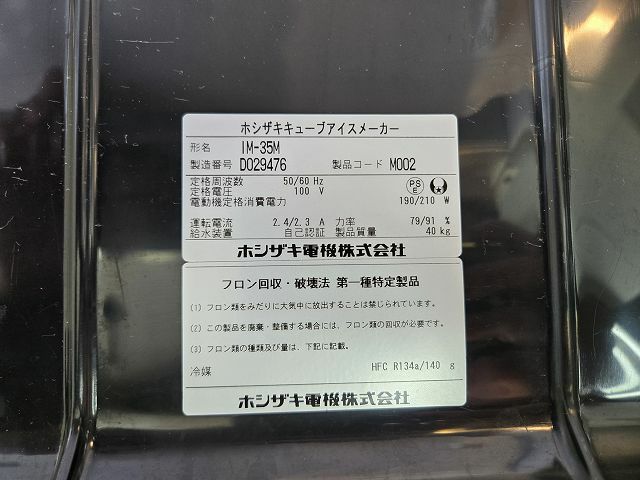 ホシザキキューブアイスメーカー
形名 IM-35M
製造番号 D029476 製品コード M002
定格周波数 50/60 Hz
定格電圧 100 V
PS E
電動機定格消費電力 190/210 W
運転電流 2.4/2.3 A 力率 79/91 %
給水装置 自己認証 製品質量 40 kg
ホシザキ電機株式会社
フロン回収・破壊法 第一種特定製品
(1) フロン類をみだりに大気中に放出することは禁じられています。
(2) この製品を廃棄・整備する場合には、フロン類の回収が必要です。
(3) フロン類の種類及び量は、下記に記載。
冷媒 HFC R134a/140 g
ホシザキ電機株式会社